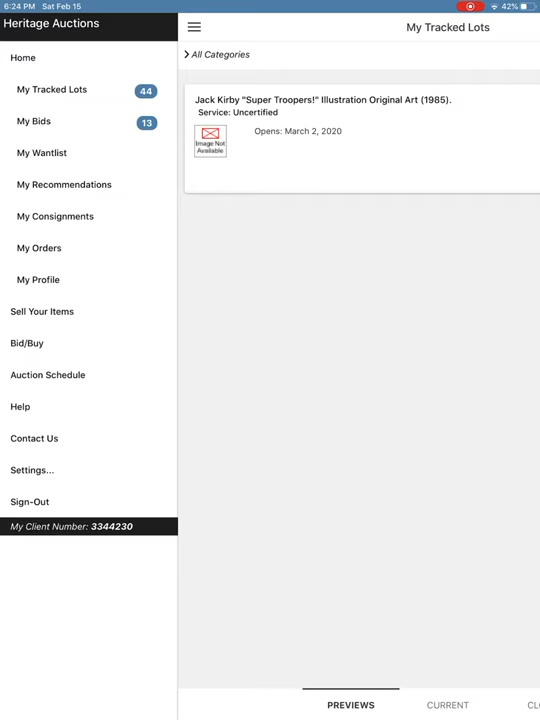 6:24 PM Sat Feb 15
42%
Heritage Auctions
My Tracked Lots
Home
All Categories
My Tracked Lots 44
My Bids 13
My Wantlist
My Recommendations
My Consignments
My Orders
My Profile
Sell Your Items
Bid/Buy
Auction Schedule
Help
Contact Us
Settings...
Sign-Out
My Client Number: 3344230
Jack Kirby "Super Troopers!" Illustration Original Art (1985).
Service: Uncertified
Image Not
Available
Opens: March 2, 2020
PREVIEWS CURRENT CL